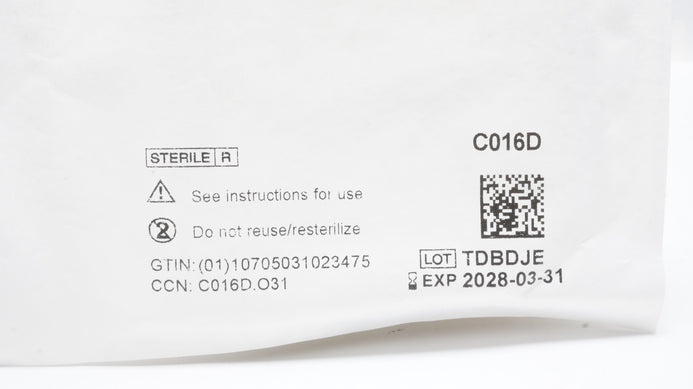 C016D
STERILE R
See instructions for use
2 Do not reuse/resterilize
LOT TDBDJE
GTIN: (01)10705031023475
EXP 2028-03-31
CCN: C016D.O31